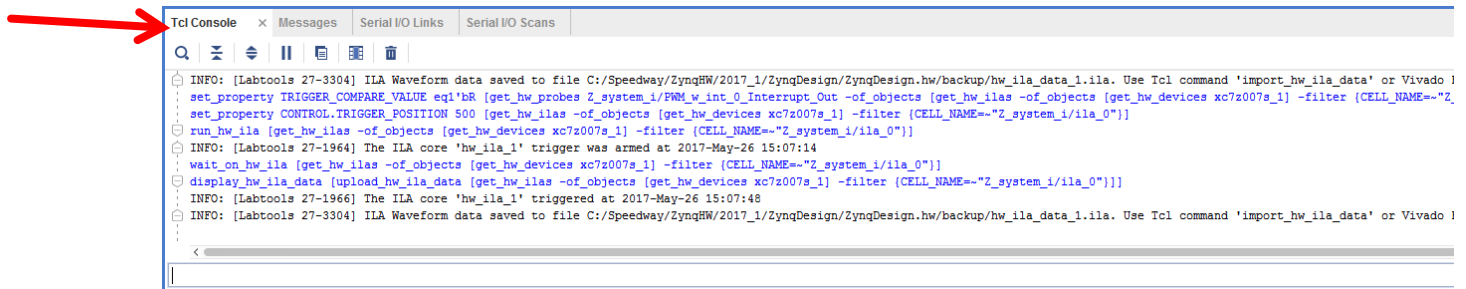 Tcl Console × Messages Serial I/O Links Serial I/O Scans
INFO: [Labtools 27-3304] ILA Waveform data saved to file C:/Speedway/ZynqHW/2017_1/ZynqDesign/ZynqDesign.hw/backup/hw_ila_data_1.ila. Use Tcl command 'import_hw_ila_data' or Vivado
set_property TRIGGER_COMPARE_VALUE eq1'bR [get_hw_probes Z_system_i/PWM_w_int_0_Interrupt_Out -of_objects [get_hw_ilas -of_objects [get_hw_devices xc7z007s_1] -filter {CELL_NAME=~"Z_
set_property CONTROL.TRIGGER_POSITION 500 [get_hw_ilas -of_objects [get_hw_devices xc7z007s_1] -filter {CELL_NAME=~"Z_system_i/ila_0"}]
run_hw_ila [get_hw_ilas -of_objects [get_hw_devices xc7z007s_1] -filter {CELL_NAME=~"Z_system_i/ila_0"}]
INFO: [Labtools 27-1964] The ILA core 'hw_ila_1' trigger was armed at 2017-May-26 15:07:14
wait_on_hw_ila [get_hw_ilas -of_objects [get_hw_devices xc7z007s_1] -filter {CELL_NAME=~"Z_system_i/ila_0"}]
display_hw_ila_data [upload_hw_ila_data [get_hw_ilas -of_objects [get_hw_devices xc7z007s_1] -filter {CELL_NAME=~"Z_system_i/ila_0"}]]
INFO: [Labtools 27-1966] The ILA core 'hw_ila_1' triggered at 2017-May-26 15:07:48
INFO: [Labtools 27-3304] ILA Waveform data saved to file C:/Speedway/ZynqHW/2017_1/ZynqDesign/ZynqDesign.hw/backup/hw_ila_data_1.ila. Use Tcl command 'import_hw_ila_data' or Vivado